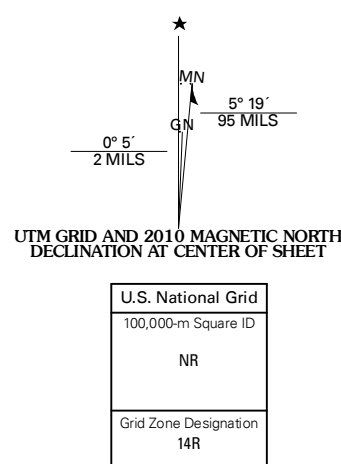 MN
5° 19´
95 MILS
GN
0° 5´
2 MILS
UTM GRID AND 2010 MAGNETIC NORTH
DECLINATION AT CENTER OF SHEET
U.S. National Grid
100,000-m Square ID
NR
Grid Zone Designation
14R